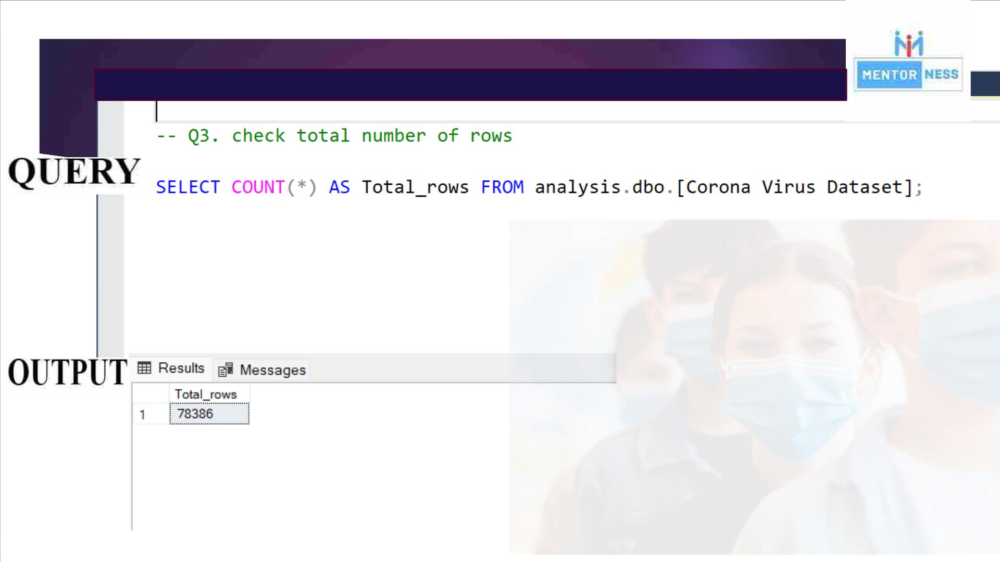 MENTOR NESS
-- Q3. check total number of rows
QUERY
SELECT COUNT(*) AS Total_rows FROM analysis.dbo.[Corona Virus Dataset];
OUTPUT
Results Messages
Total_rows
1 78386